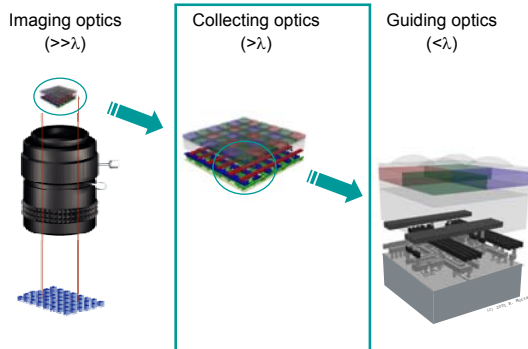 Imaging optics
(>>λ)
Collecting optics
(>λ)
Guiding optics
(<λ)